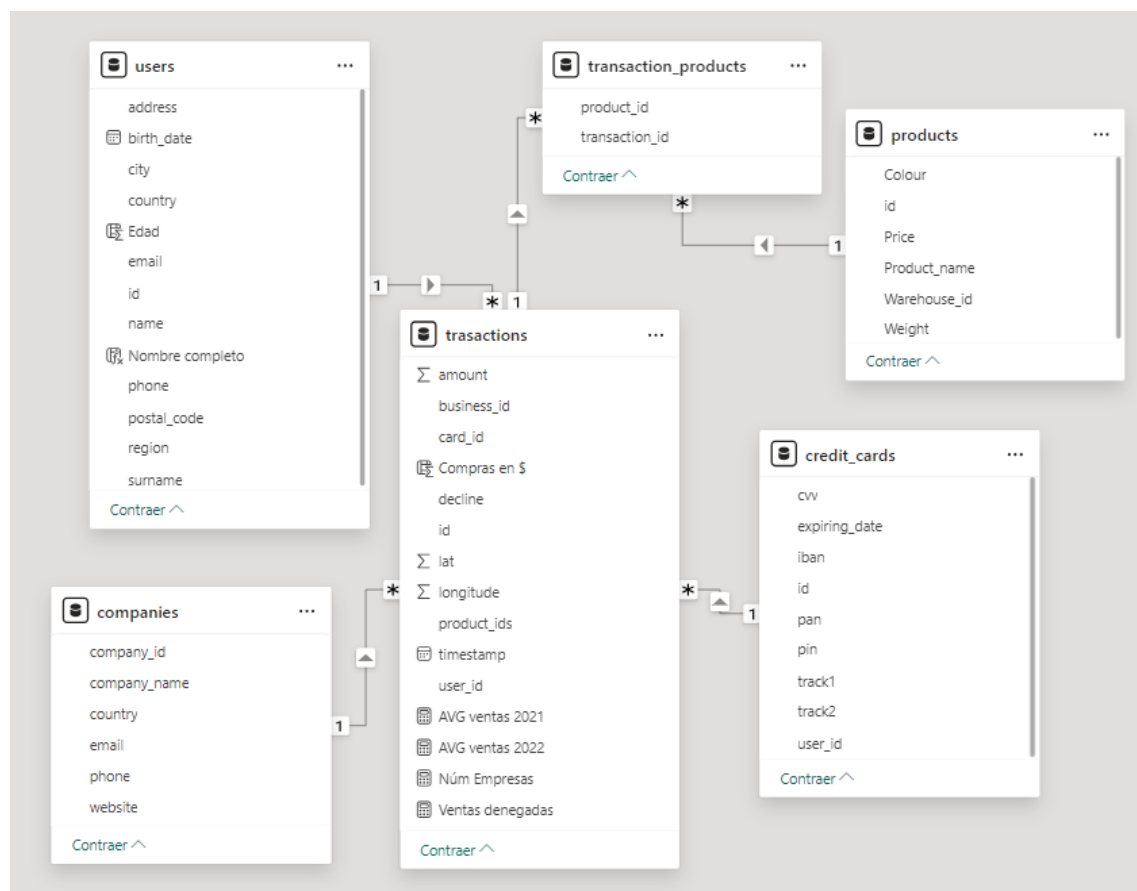 users
address
birth_date
city
country
Edad
email
id
name
Nombre completo
phone
postal_code
region
surname
Contraer
transaction_products
product_id
transaction_id
Contraer
products
Colour
id
Price
Product_name
Warehouse_id
Weight
Contraer
1
*
*
1
*
1
trasactions
amount
business_id
card_id
Compras en $
decline
id
lat
longitude
product_ids
timestamp
user_id
AVG ventas 2021
AVG ventas 2022
Núm Empresas
Ventas denegadas
Contraer
credit_cards
cvv
expiring_date
iban
id
pan
pin
track1
track2
user_id
Contraer
*
1
*
1
companies
company_id
company_name
country
email
phone
website
Contraer